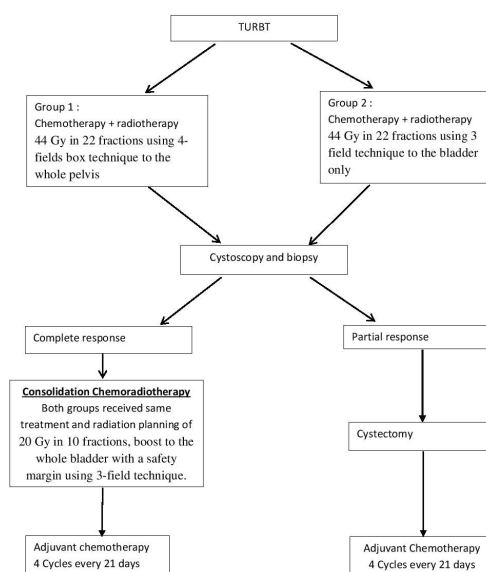 TURBT
Group 1 :
Chemotherapy + radiotherapy
44 Gy in 22 fractions using 4-
fields box technique to the
whole pelvis
Group 2 :
Chemotherapy + radiotherapy
44 Gy in 22 fractions using 3
field technique to the bladder
only
Cystoscopy and biopsy
Complete response
Partial response
Consolidation Chemoradiotherapy
Both groups received same
treatment and radiation planning of
20 Gy in 10 fractions, boost to the
whole bladder with a safety
margin using 3-field technique.
Cystectomy
Adjuvant chemotherapy
4 Cycles every 21 days
Adjuvant Chemotherapy
4 Cycles every 21 days